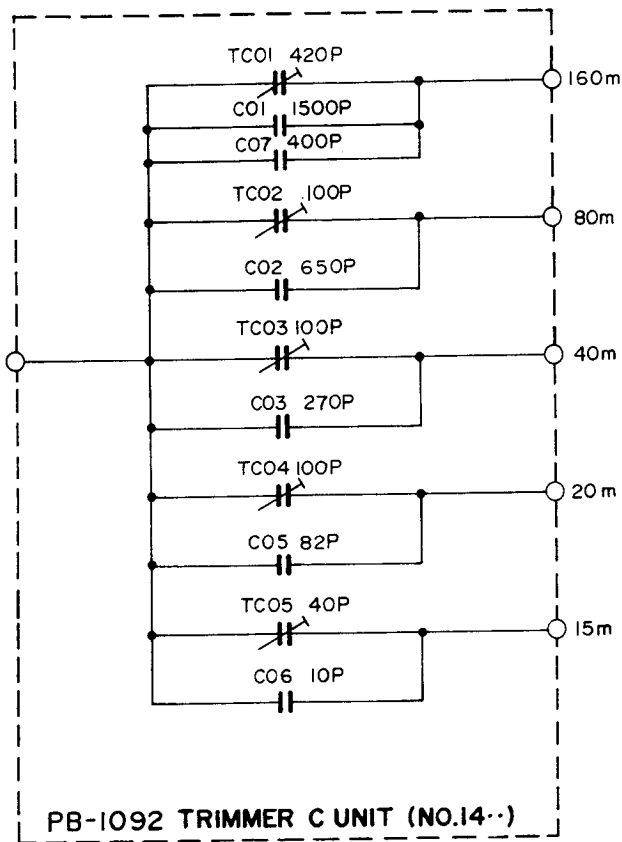 TC01 420P
160m
C01 1500P
C07 400P
TC02 100P
80m
C02 650P
TC03 100P
40m
C03 270P
TC04 100P
20m
C05 82P
TC05 40P
15m
C06 10P
PB-1092 TRIMMER C UNIT (NO.14··)